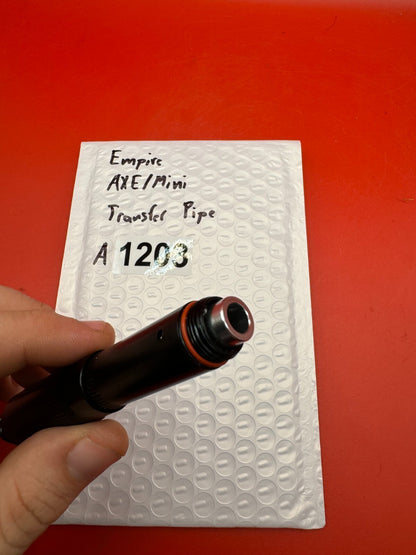 Empire
AXE/Mini
Transfer Pipe
A 1203